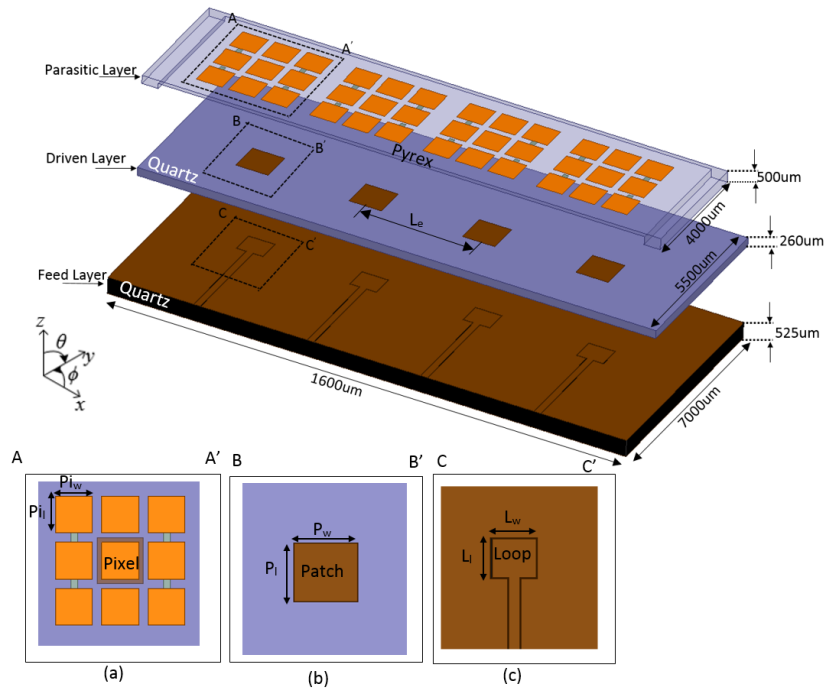 A
A'
Parasitic Layer
B
B'
Pyrex
500um
4000um
Driven Layer
Quartz
Le
260um
5500um
C
C'
Feed Layer
Quartz
525um
z
θ
y
ϕ
x
1600um
7000um
A
A'
B
B'
C
C'
Piw
Pil
Pixel
Pw
Pl
Patch
Lw
Ll
Loop
(a)
(b)
(c)